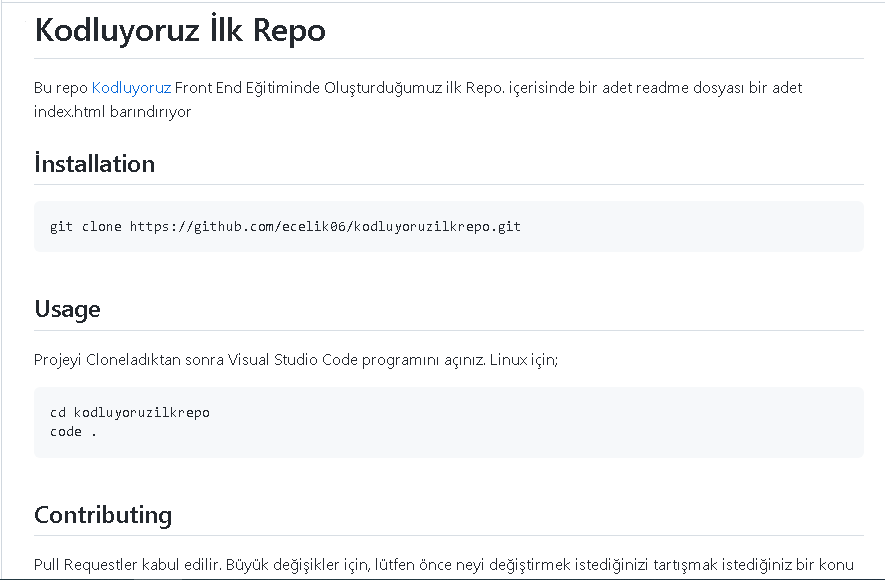 Kodluyoruz İlk Repo
Bu repo Kodluyoruz Front End Eğitiminde Oluşturduğumuz ilk Repo. içerisinde bir adet readme dosyası bir adet
index.html barındırıyor
İnstallation
git clone https://github.com/ecelik06/kodluyoruzilkrepo.git
Usage
Projeyi Cloneladıktan sonra Visual Studio Code programını açınız. Linux için;
cd kodluyoruzilkrepo
code .
Contributing
Pull Requestler kabul edilir. Büyük değişikler için, lütfen önce neyi değiştirmek istediğinizi tartışmak istediğiniz bir konu